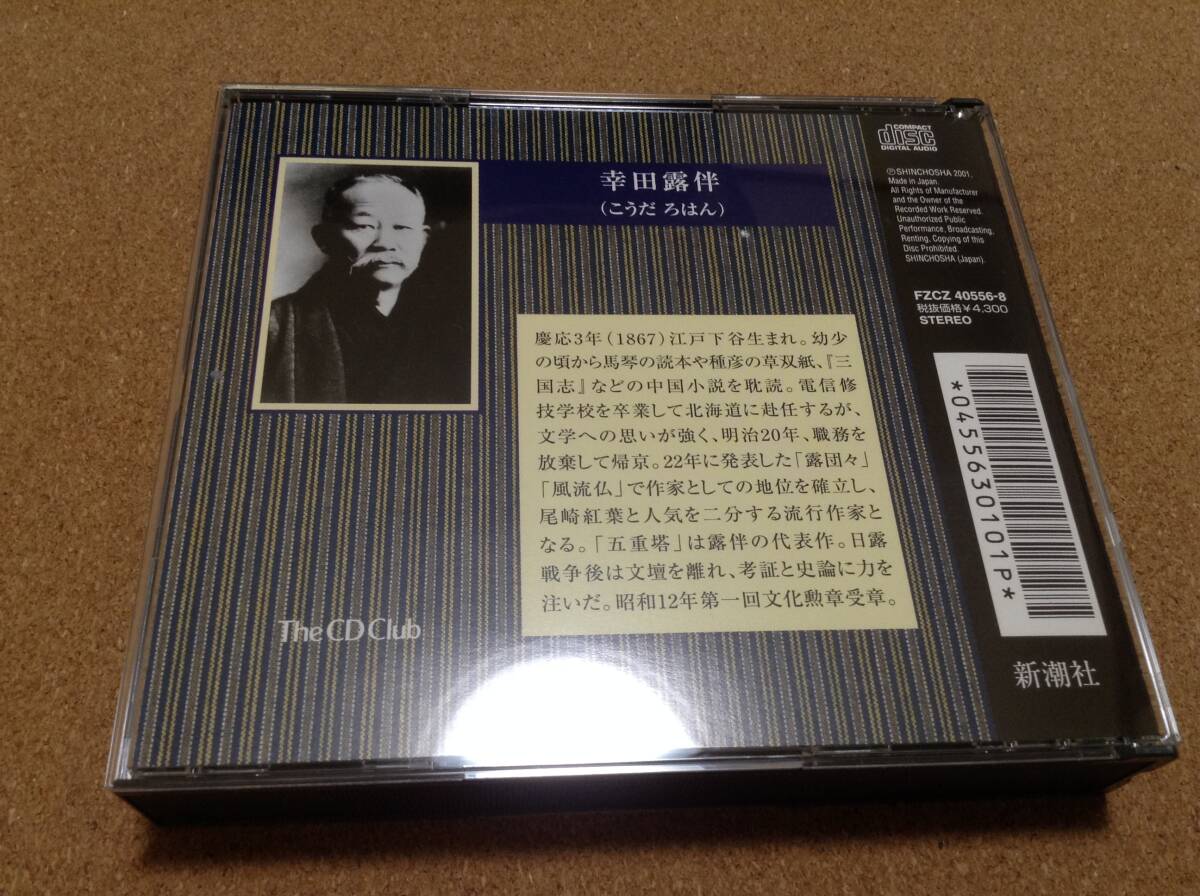 幸田露伴
(こうだ ろはん)
慶応3年(1867)江戸下谷生まれ。幼少
の頃から馬琴の読本や種彦の草双紙、『三
国志』などの中国小説を耽読。電信修
技学校を卒業して北海道に赴任するが、
文学への思いが強く、明治20年、職務を
放棄して帰京。22年に発表した「露団々」
「風流仏」で作家としての地位を確立し、
尾崎紅葉と人気を二分する流行作家と
なる。「五重塔」は露伴の代表作。日露
戦争後は文壇を離れ、考証と史論に力を
注いだ。昭和12年第一回文化勲章受章。
The CD Club
COMPACT
disc
DIGITAL AUDIO
Ⓟ SHINCHOSHA 2001.
Made in Japan.
All Rights of Manufacturer
and the Owner of the
Recorded Work Reserved.
Unauthorized Public
Performance, Broadcasting,
Renting, Copying of this
Disc Prohibited.
SHINCHOSHA (Japan).
FZCZ 40556-8
税抜価格¥4,300
STEREO
*0455630101P*
新潮社